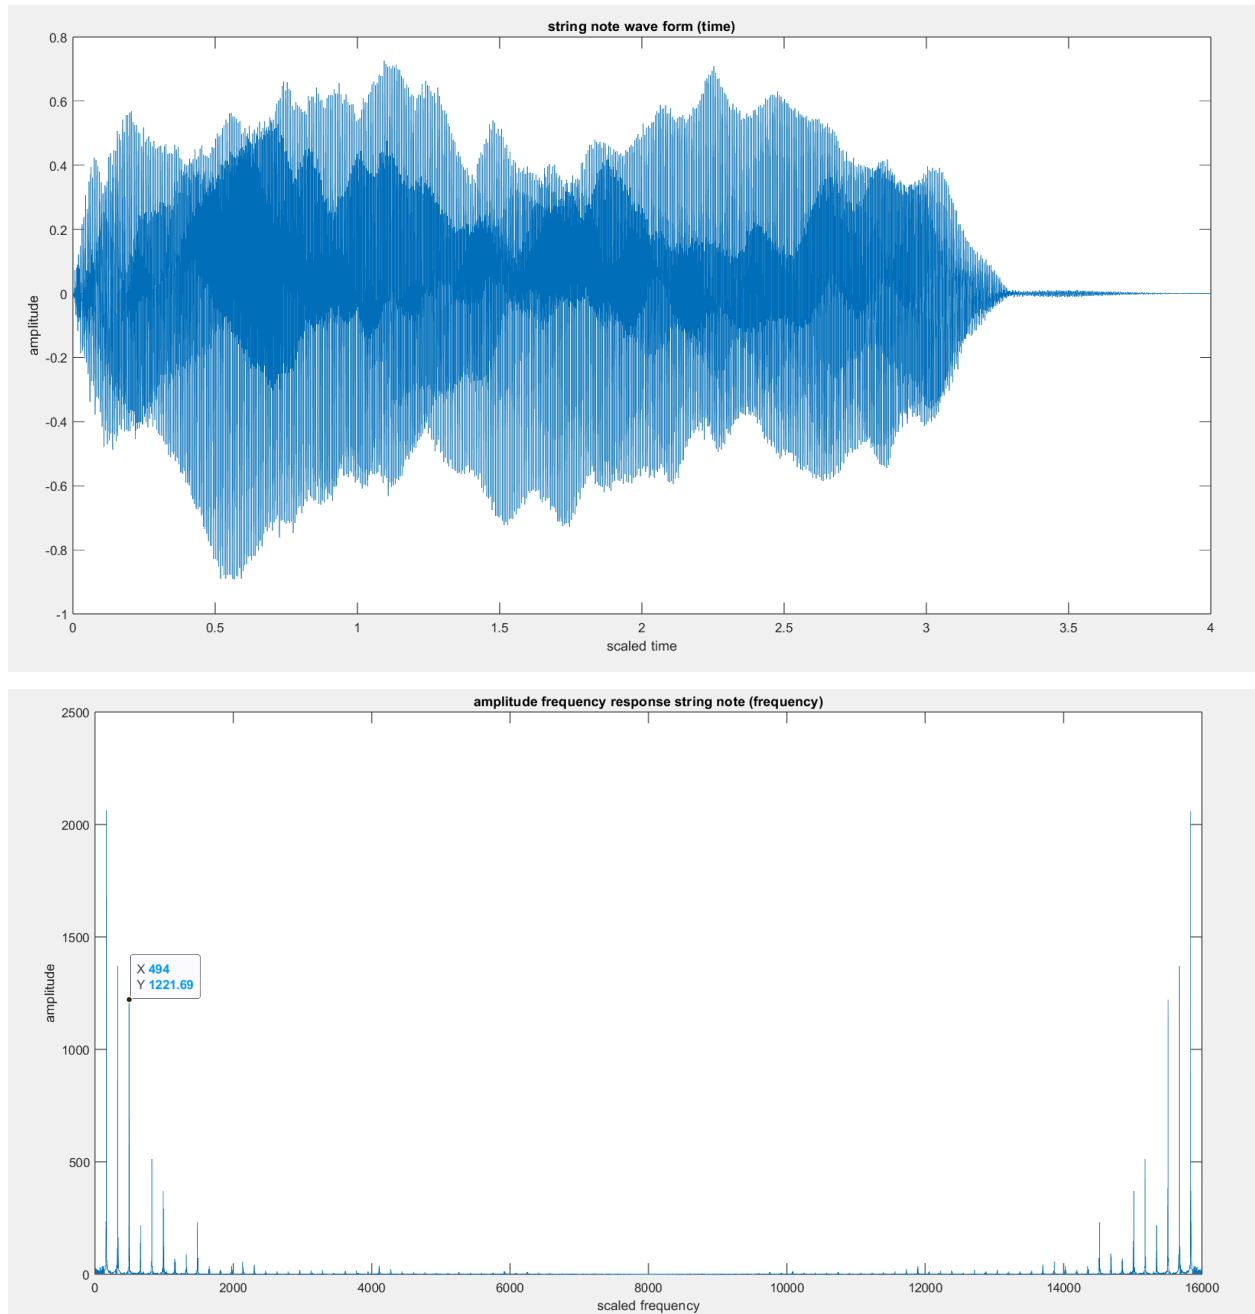 string note wave form (time)
0.8
0.6
0.4
0.2
0
-0.2
-0.4
-0.6
-0.8
-1
amplitude
0 0.5 1 1.5 2 2.5 3 3.5 4
scaled time
amplitude frequency response string note (frequency)
2500
2000
1500
1000
500
0
amplitude
X 494
Y 1221.69
0 2000 4000 6000 8000 10000 12000 14000 16000
scaled frequency